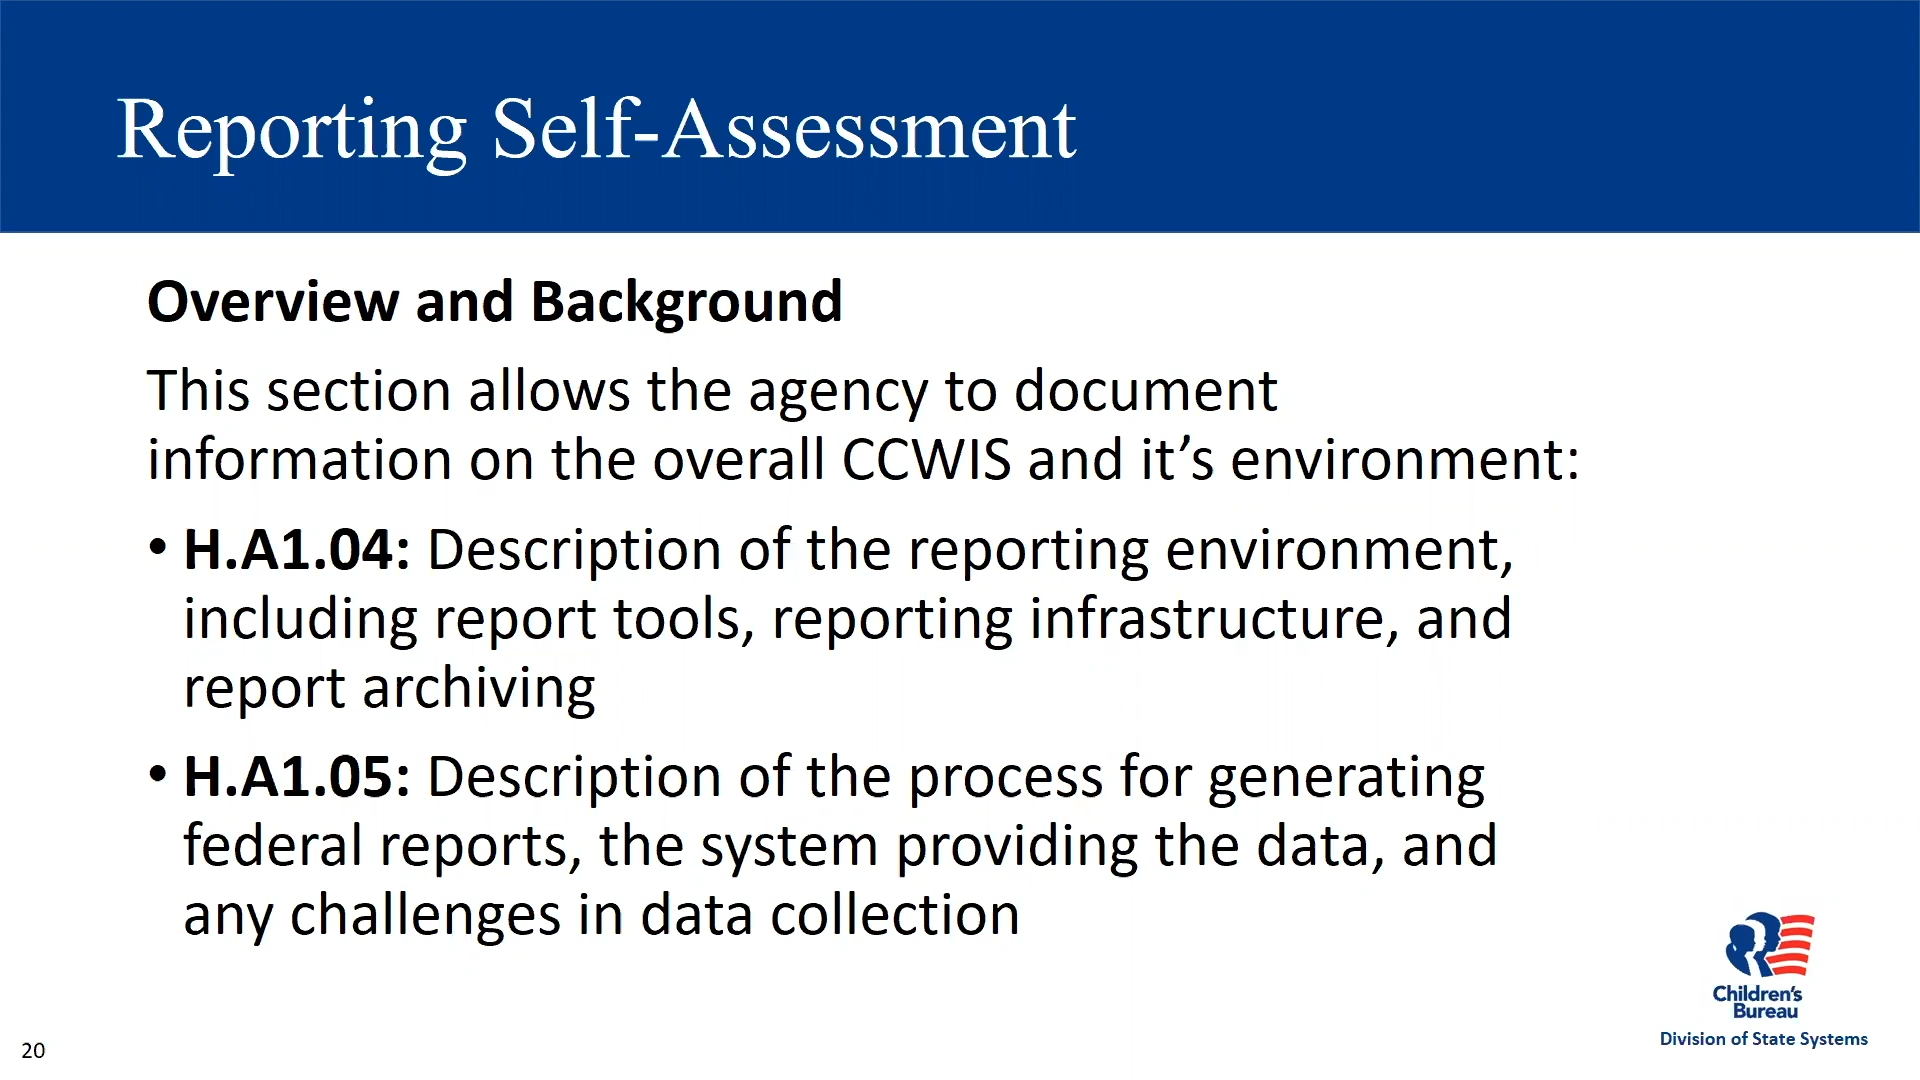 Reporting Self-Assessment
Overview and Background
This section allows the agency to document
information on the overall CCWIS and it’s environment:
• H.A1.04: Description of the reporting environment,
including report tools, reporting infrastructure, and
report archiving
• H.A1.05: Description of the process for generating
federal reports, the system providing the data, and
any challenges in data collection
Children's
Bureau
Division of State Systems
20